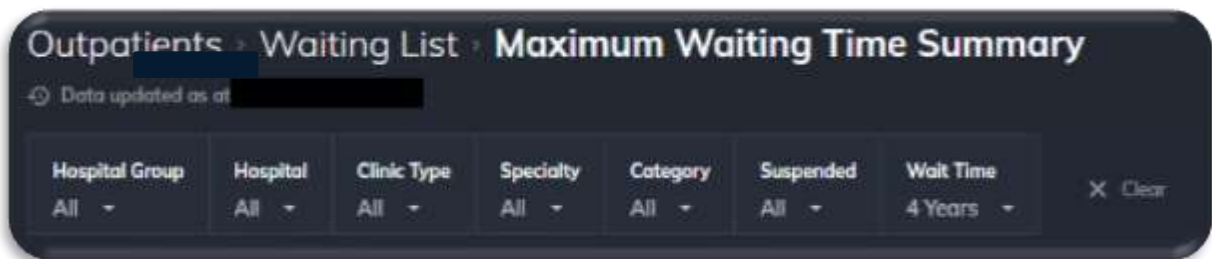 Outpatients › Waiting List › Maximum Waiting Time Summary
Data updated as at
Hospital Group Hospital Clinic Type Specialty Category Suspended Wait Time
All All All All All All 4 Years
× Clear